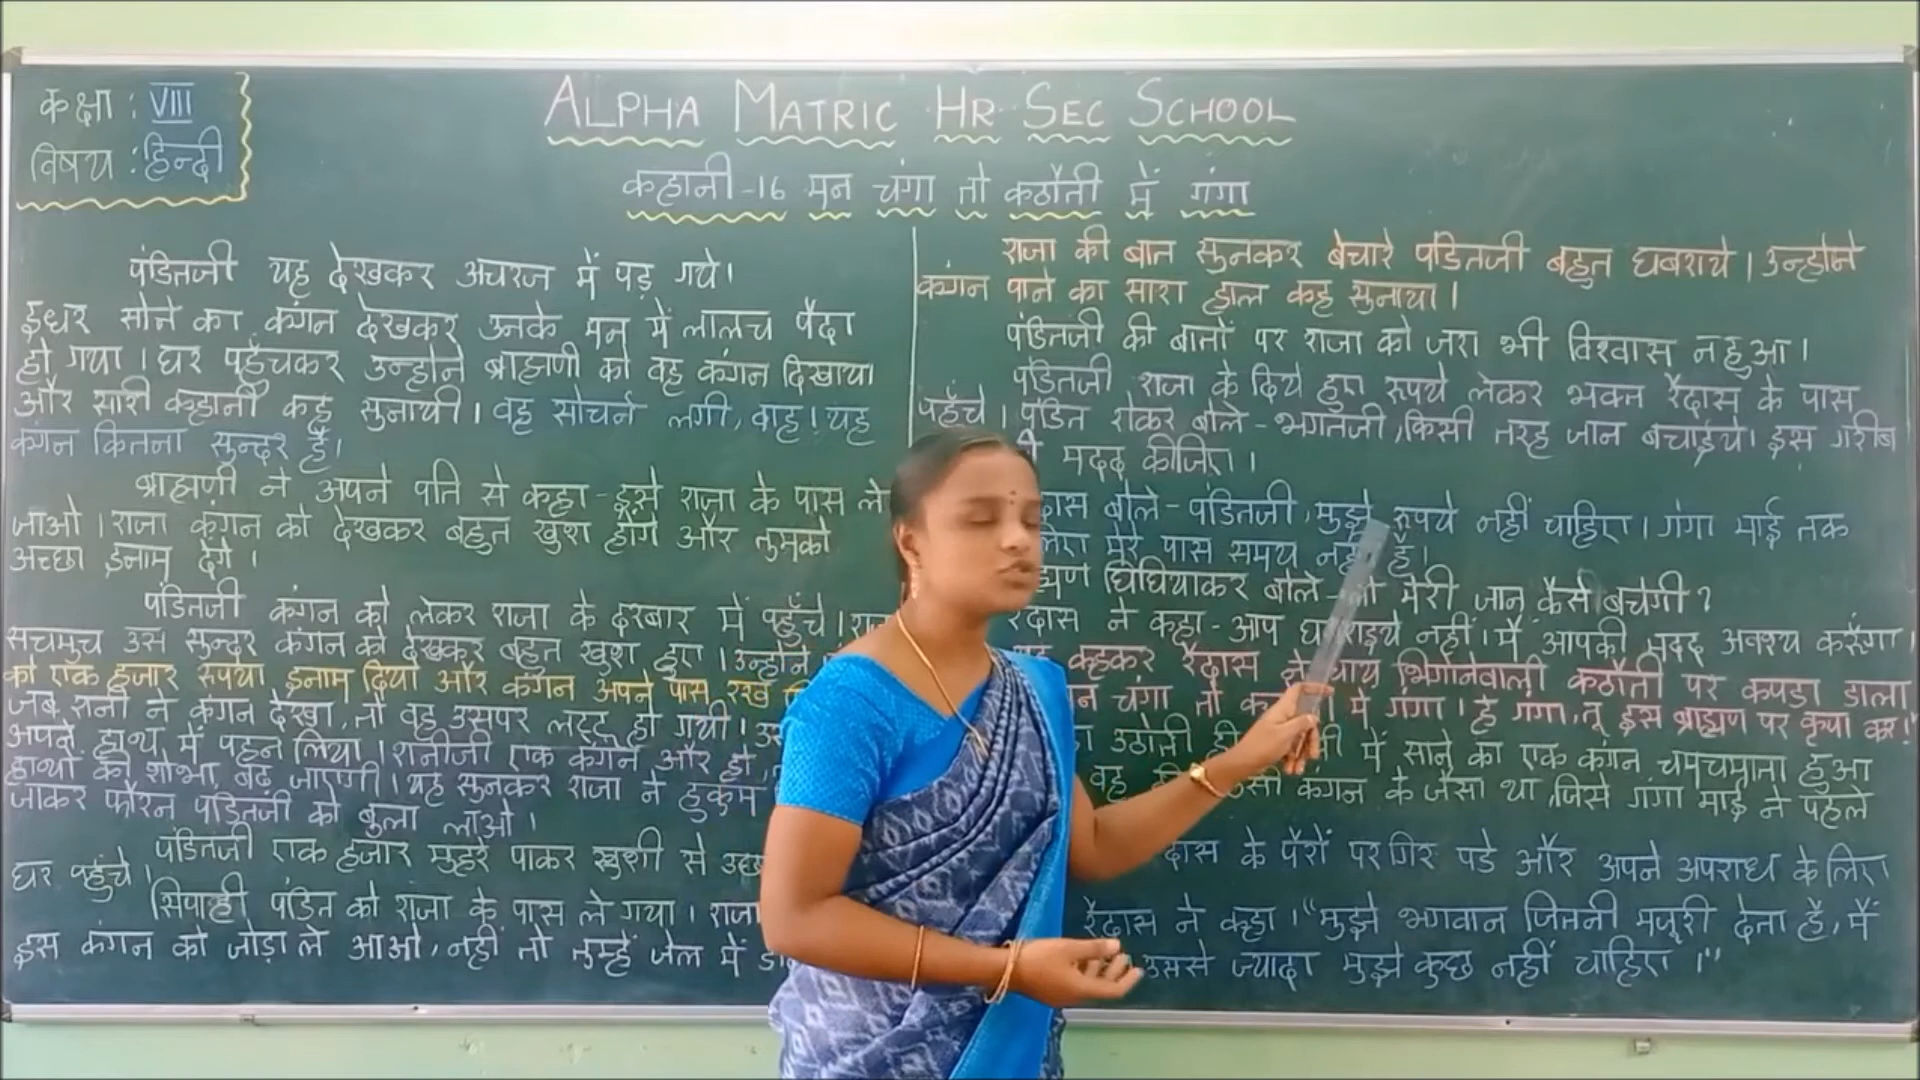 कक्षा : VIII
विषय : हिन्दी
ALPHA MATRIC HR SEC SCHOOL
कहानी-16 मन चंगा तो कठौती में गंगा
पंडितजी यह देखकर अचरज में पड़ गये।
इधर सोने का कंगन देखकर उनके मन में लालच पैदा
हो गया। घर पहुँचकर उन्होने ब्राह्मणी को वह कंगन दिखाया
और सारी कहानी कह सुनायी। वह सोचने लगी, वाह! यह
कंगन कितना सुन्दर है।
ब्राह्मणी ने अपने पति से कहा - इसे राजा के पास ले
जाओ। राजा कंगन को देखकर बहुत खुश होंगे और तुमको
अच्छा इनाम देंगे।
पंडितजी कंगन को लेकर राजा के दरबार में पहुँचे।
सचमुच उस सुन्दर कंगन को देखकर बहुत खुश हुए। उन्होने
को एक हजार रुपया इनाम दिया और कंगन अपने पास रख
जब रानी ने कंगन देखा, तो वह उसपर लट्टू हो गयी।
अपने हाथ में पहन लिया। रानीजी एक कंगन और हो,
हाथों की शोभा बढ़ जाएगी। यह सुनकर राजा ने हुकुम
जाकर फौरन पंडितजी को बुला लाओ।
पंडितजी एक हजार मुहरें पाकर खुशी से
घर पहुँचे।
सिपाही पंडित को राजा के पास ले गया। राजा
इस कंगन का जोड़ा ले आओ, नहीं तो तुम्हें जेल में
राजा की बात सुनकर बेचारे पंडितजी बहुत घबराये। उन्होने
कंगन पाने का सारा हाल कह सुनाया।
पंडितजी की बातों पर राजा को जरा भी विश्वास न हुआ।
पंडितजी राजा के दिये हुए रुपये लेकर भक्त रैदास के पास
पहुँचे। पंडित रोकर बोले - भगतजी, किसी तरह जान बचाईये। इस गरीब
मदद कीजिए।
बोले - पंडितजी, मुझे रुपये नहीं चाहिए। गंगा माई तक
मेरे पास समय नहीं है।
घिघियाकर बोले - तो मेरी जान कैसे बचेगी?
रैदास ने कहा - आप घबराइये नहीं। मैं आपकी मदद अवश्य करूँगा।
कहकर रैदास ने चाय भिगोनेवाली कठौती पर कपडा डाला
चंगा तो में गंगा। हे गंगा, तू इस ब्राह्मण पर कृपा कर!"
उठाते ही में सोने का एक कंगन चमचमाता हुआ
वह उसी कंगन के जैसा था, जिसे गंगा माई ने पहले
के पैरों पर गिर पडे और अपने अपराध के लिए
रैदास ने कहा। "मुझे भगवान जितनी मजूरी देता है, मैं
उससे ज्यादा मुझे कुछ नहीं चाहिए।"